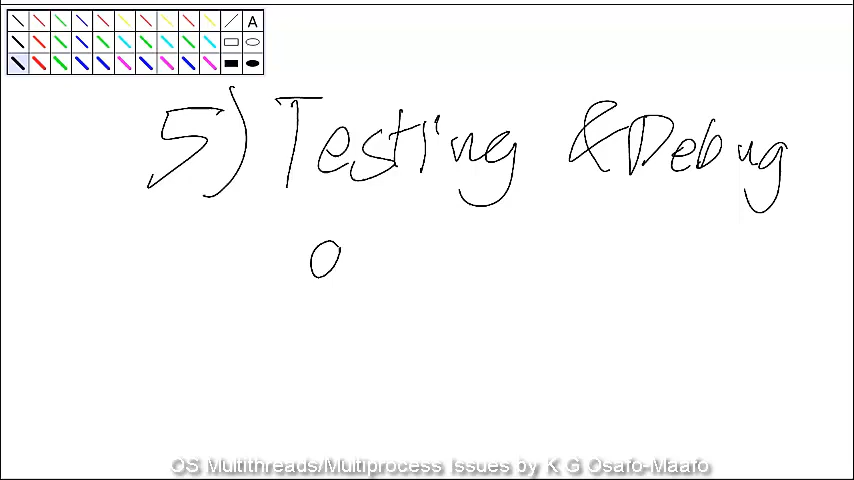 A
5) Testing & Debug
O
OS Multithreads/Multiprocess Issues by K G Osafo-Maafo